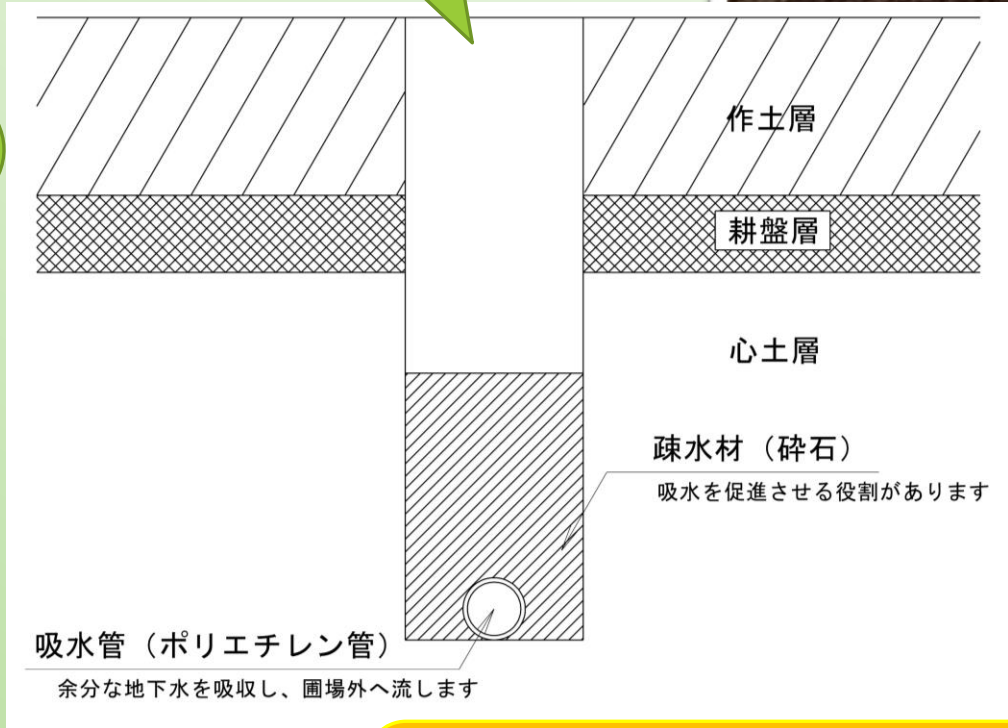 作土層
耕盤層
心土層
疎水材（砕石）
吸水を促進させる役割があります
吸水管（ポリエチレン管）
余分な地下水を吸収し、圃場外へ流します